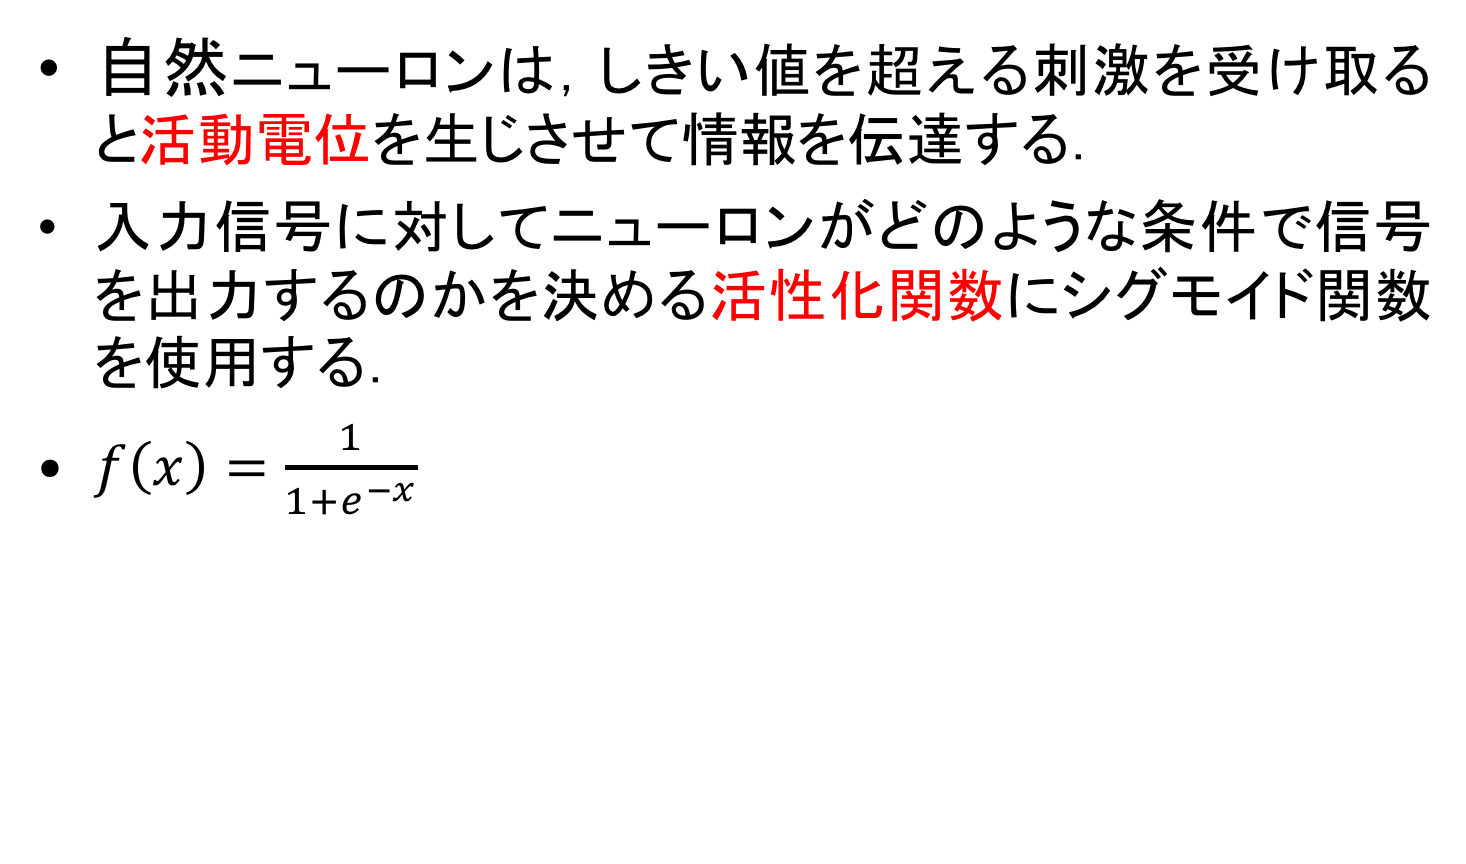 • 自然ニューロンは，しきい値を超える刺激を受け取る
と活動電位を生じさせて情報を伝達する．
• 入力信号に対してニューロンがどのような条件で信号
を出力するのかを決める活性化関数にシグモイド関数
を使用する．
• f(x) = 1/(1+e^{-x})